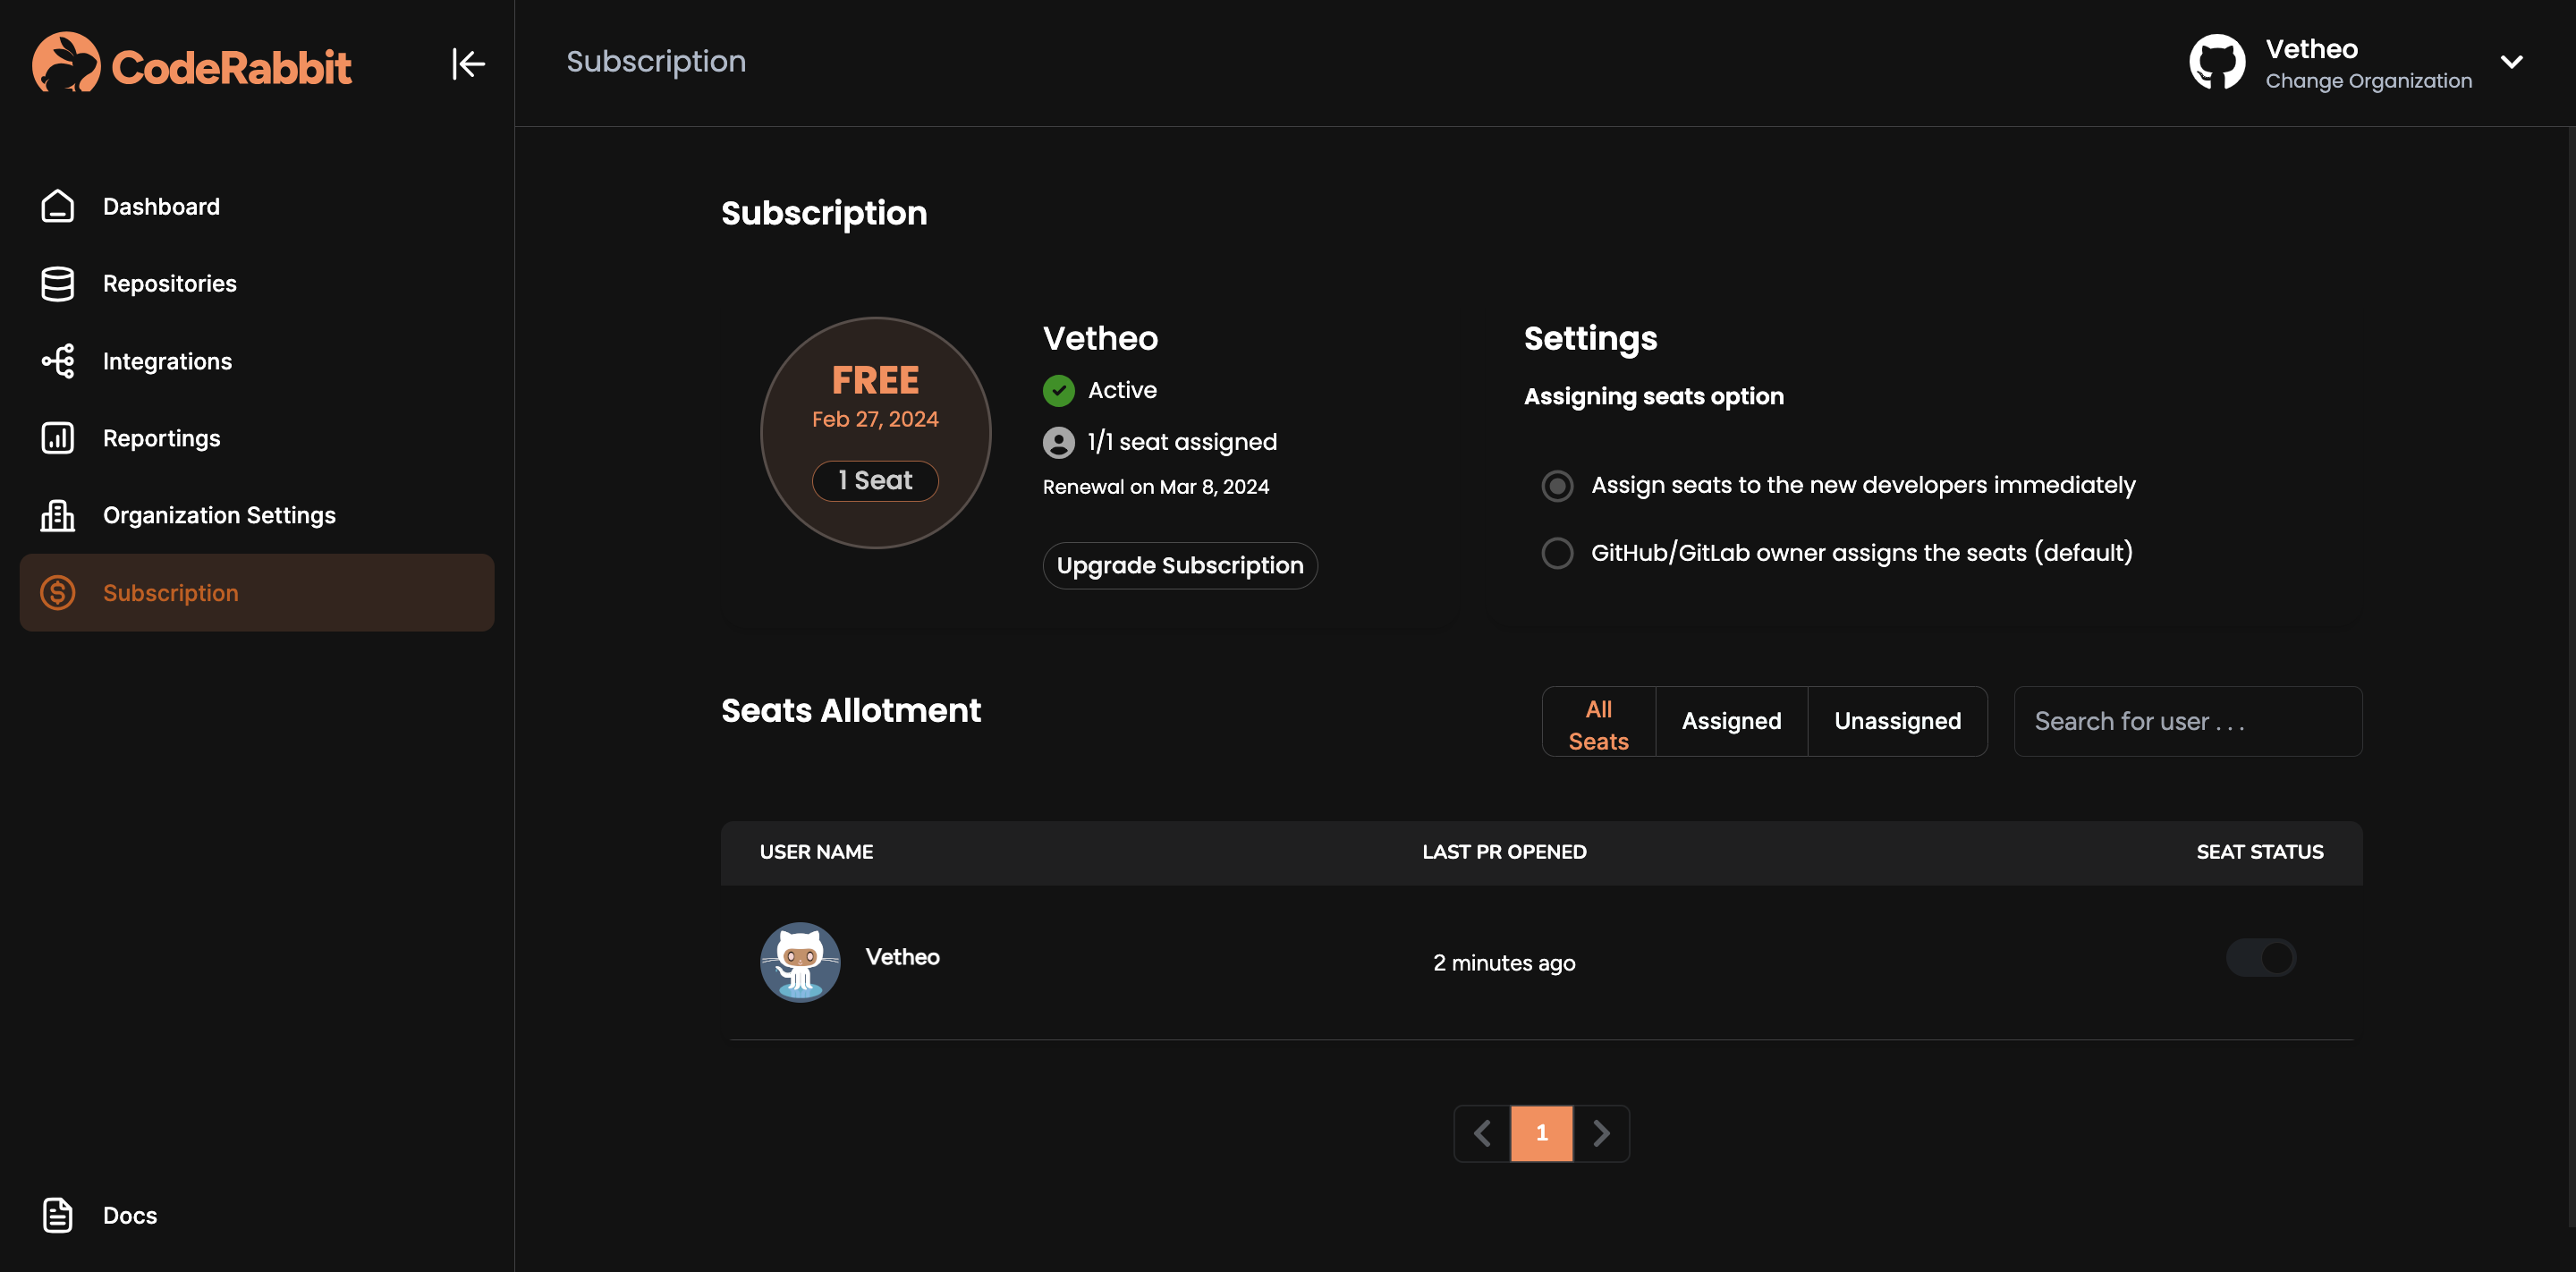 CodeRabbit
Subscription
Vetheo
Change Organization
Dashboard
Repositories
Integrations
Reportings
Organization Settings
Subscription
Docs
Subscription
FREE
Feb 27, 2024
1 Seat
Vetheo
Active
1/1 seat assigned
Renewal on Mar 8, 2024
Upgrade Subscription
Settings
Assigning seats option
Assign seats to the new developers immediately
GitHub/GitLab owner assigns the seats (default)
Seats Allotment
All
Seats
Assigned
Unassigned
Search for user . . .
USER NAME
LAST PR OPENED
SEAT STATUS
Vetheo
2 minutes ago
1